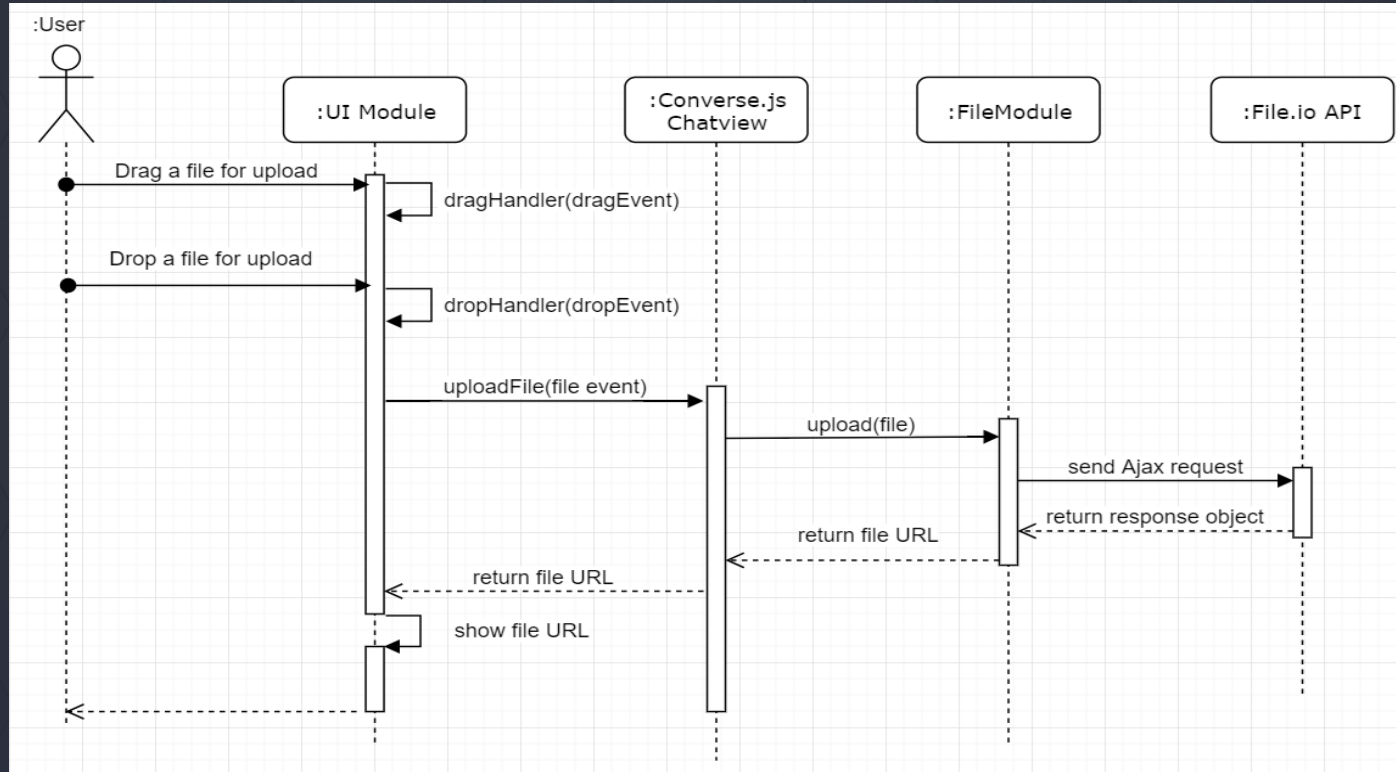 :User
:UI Module
:Converse.js
Chatview
:FileModule
:File.io API
Drag a file for upload
dragHandler(dragEvent)
Drop a file for upload
dropHandler(dropEvent)
uploadFile(file event)
upload(file)
send Ajax request
return response object
return file URL
return file URL
show file URL